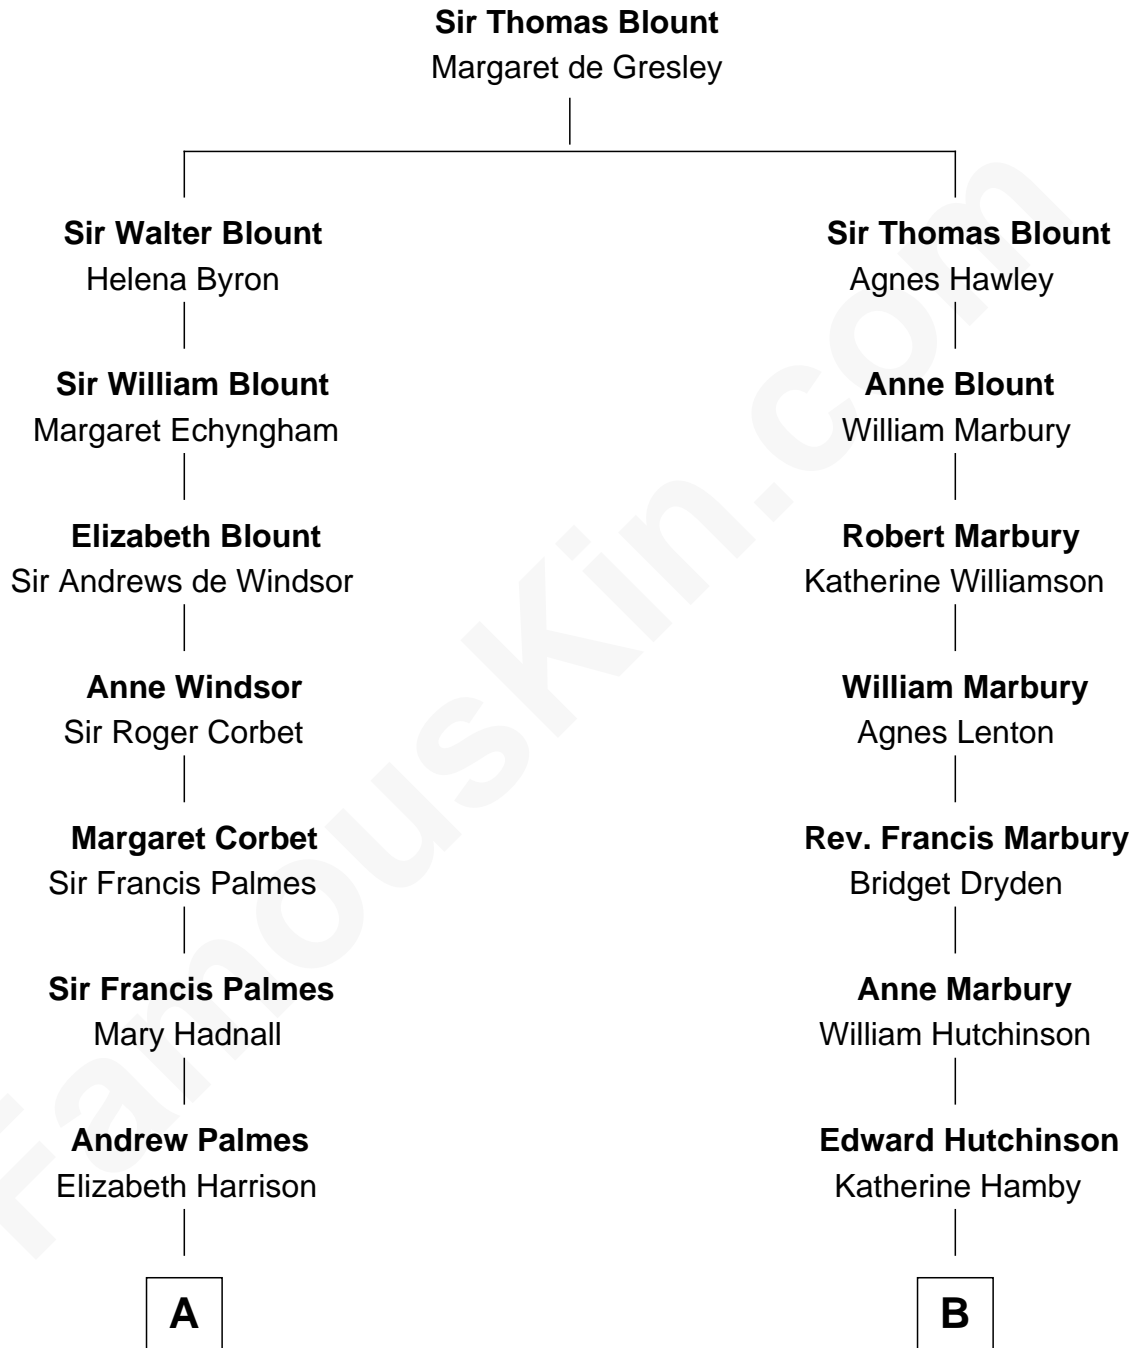 Sir Thomas Blount
Margaret de Gresley
Sir Walter Blount
Helena Byron
Sir William Blount
Margaret Echyngham
Elizabeth Blount
Sir Andrews de Windsor
Anne Windsor
Sir Roger Corbet
Margaret Corbet
Sir Francis Palmes
Sir Francis Palmes
Mary Hadnall
Andrew Palmes
Elizabeth Harrison
A
Sir Thomas Blount
Agnes Hawley
Anne Blount
William Marbury
Robert Marbury
Katherine Williamson
William Marbury
Agnes Lenton
Rev. Francis Marbury
Bridget Dryden
Anne Marbury
William Hutchinson
Edward Hutchinson
Katherine Hamby
B
FamousKin.com